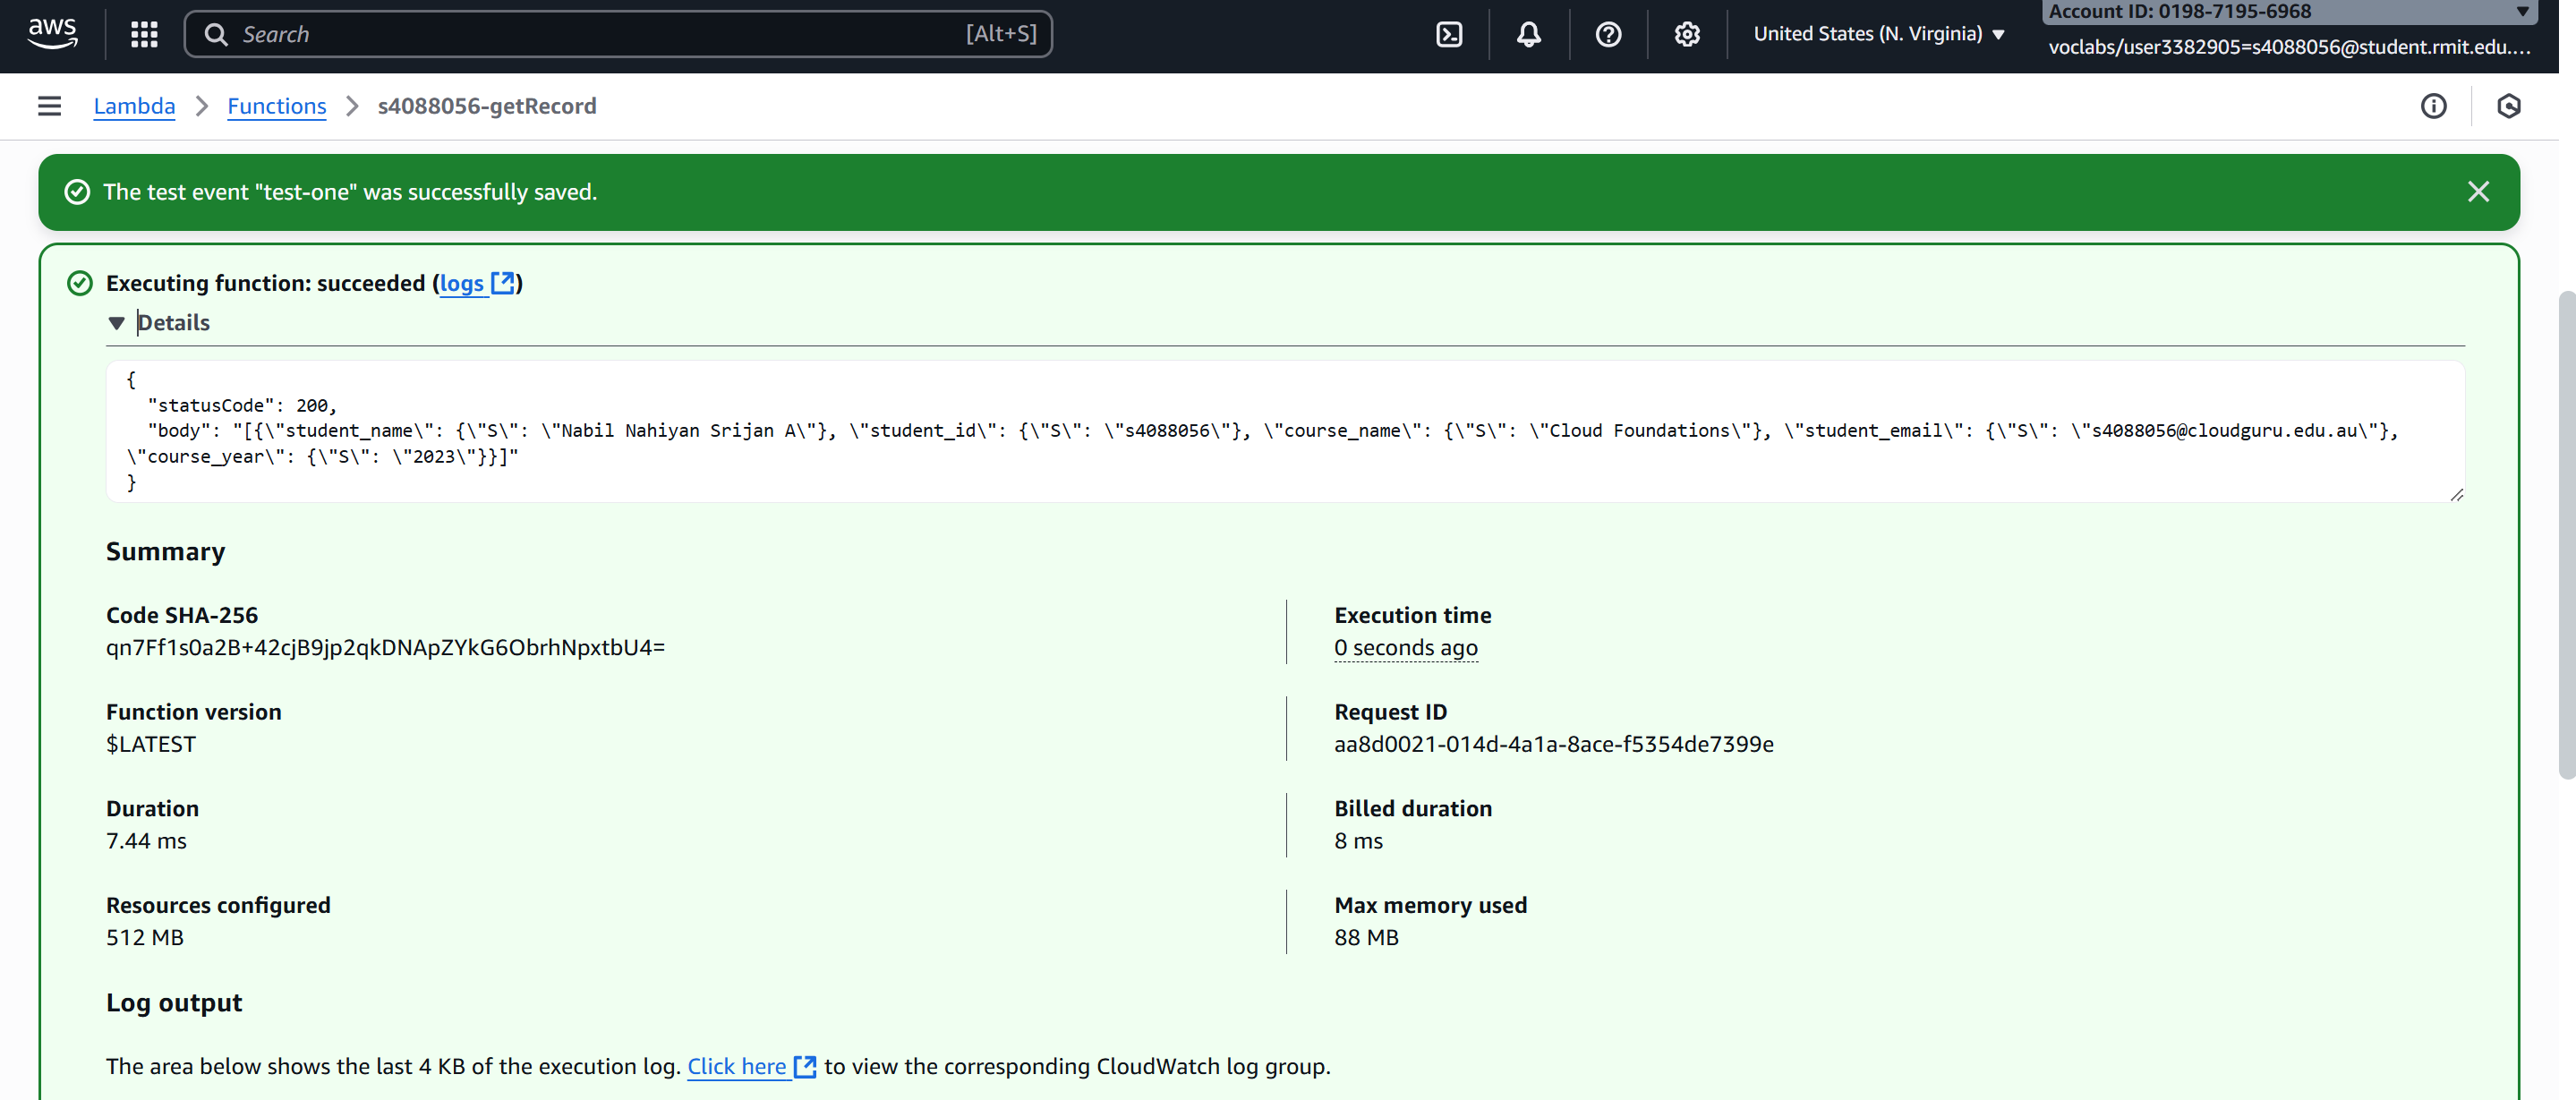 aws
Search [Alt+S]
United States (N. Virginia)
Account ID: 0198-7195-6968
voclabs/user3382905=s4088056@student.rmit.edu....
Lambda
Functions
s4088056-getRecord
The test event "test-one" was successfully saved.
Executing function: succeeded (logs)
Details
{
"statusCode": 200,
"body": "[{\"student_name\": {\"S\": \"Nabil Nahiyan Srijan A\"}, \"student_id\": {\"S\": \"s4088056\"}, \"course_name\": {\"S\": \"Cloud Foundations\"}, \"student_email\": {\"S\": \"s4088056@cloudguru.edu.au\"},
\"course_year\": {\"S\": \"2023\"}}]"
}
Summary
Code SHA-256
qn7Ff1s0a2B+42cjB9jp2qkDNApZYkG6ObrhNpxtbU4=
Execution time
0 seconds ago
Function version
$LATEST
Request ID
aa8d0021-014d-4a1a-8ace-f5354de7399e
Duration
7.44 ms
Billed duration
8 ms
Resources configured
512 MB
Max memory used
88 MB
Log output
The area below shows the last 4 KB of the execution log. Click here to view the corresponding CloudWatch log group.